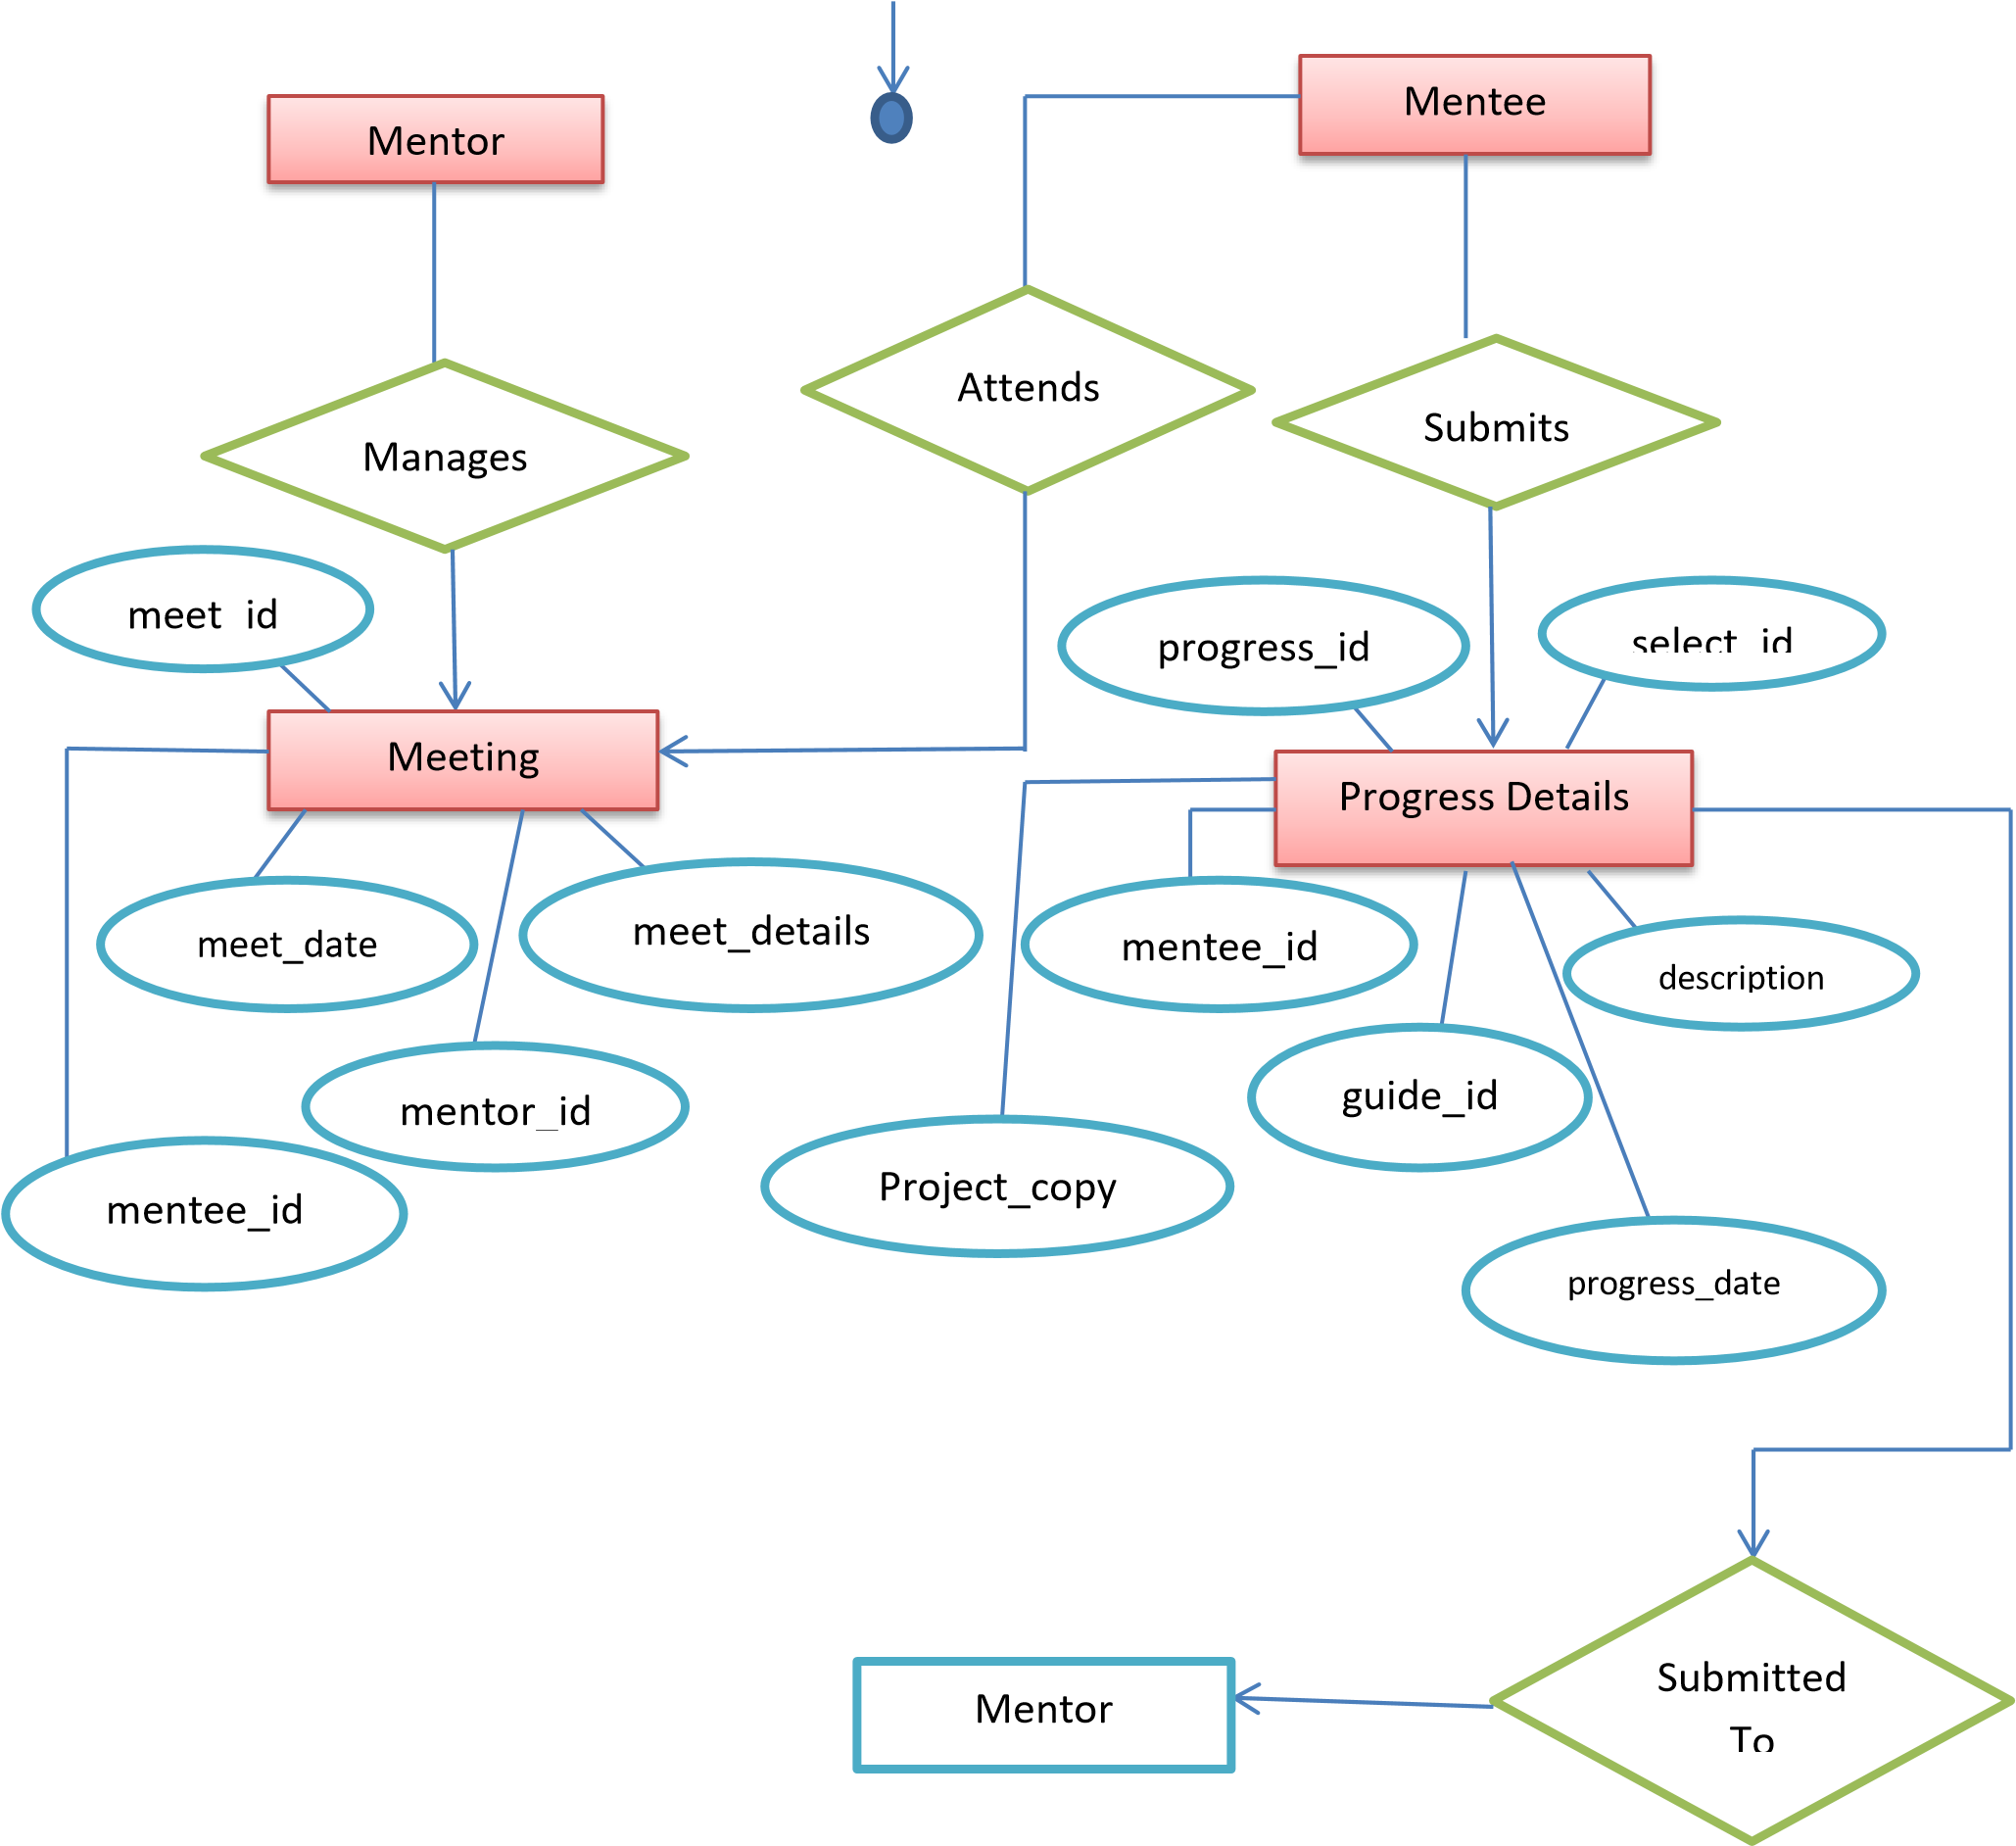 Mentee
Mentor
Attends
Submits
Manages
meet_id
progress_id
select_id
Meeting
Progress Details
meet_date
meet_details
mentee_id
description
mentor_id
guide_id
mentee_id
Project_copy
progress_date
Submitted
To
Mentor